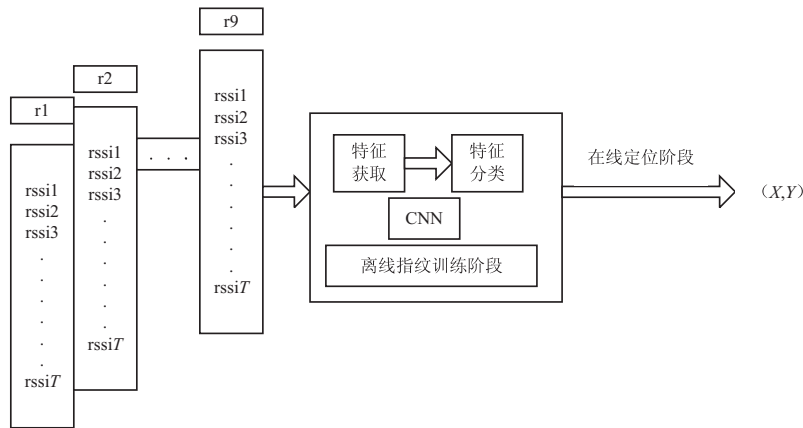 r1
rssi1
rssi2
rssi3
.
.
.
.
.
.
rssiT
r2
rssi1
rssi2
rssi3
.
.
.
.
.
.
rssiT
. . .
r9
rssi1
rssi2
rssi3
.
.
.
.
.
.
rssiT
特征
获取
特征
分类
CNN
离线指纹训练阶段
在线定位阶段
（X,Y）